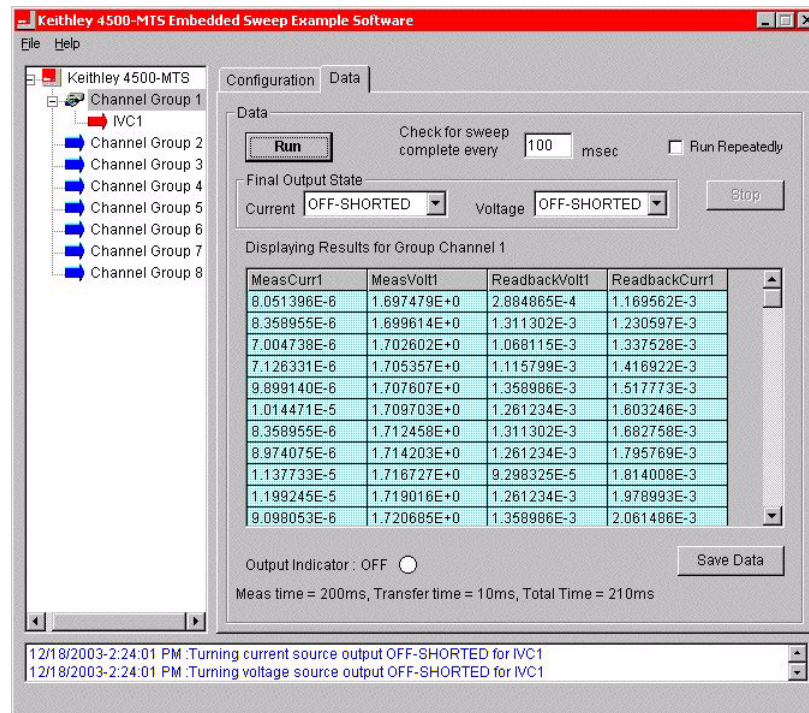 Keithley 4500-MTS Embedded Sweep Example Software
File Help
Keithley 4500-MTS
Channel Group 1
IVC1
Channel Group 2
Channel Group 3
Channel Group 4
Channel Group 5
Channel Group 6
Channel Group 7
Channel Group 8
Configuration Data
Data
Run
Check for sweep
complete every 100 msec
Run Repeatedly
Final Output State
Current OFF-SHORTED Voltage OFF-SHORTED
Stop
Displaying Results for Group Channel 1
MeasCurr1 MeasVolt1 ReadbackVolt1 ReadbackCurr1
8.051396E-6 1.697479E+0 2.884865E-4 1.169562E-3
8.358955E-6 1.699614E+0 1.311302E-3 1.230597E-3
7.004738E-6 1.702602E+0 1.068115E-3 1.337528E-3
7.126331E-6 1.705357E+0 1.115799E-3 1.416922E-3
9.899140E-6 1.707607E+0 1.358986E-3 1.517773E-3
1.014471E-5 1.709703E+0 1.261234E-3 1.603246E-3
8.358955E-6 1.712458E+0 1.311302E-3 1.682758E-3
8.974075E-6 1.714203E+0 1.261234E-3 1.795769E-3
1.137733E-5 1.716727E+0 9.298325E-5 1.814008E-3
1.199245E-5 1.719016E+0 1.261234E-3 1.978993E-3
9.098053E-6 1.720685E+0 1.358986E-3 2.061486E-3
Output Indicator : OFF
Save Data
Meas time = 200ms, Transfer time = 10ms, Total Time = 210ms
12/18/2003-2:24:01 PM :Turning current source output OFF-SHORTED for IVC1
12/18/2003-2:24:01 PM :Turning voltage source output OFF-SHORTED for IVC1